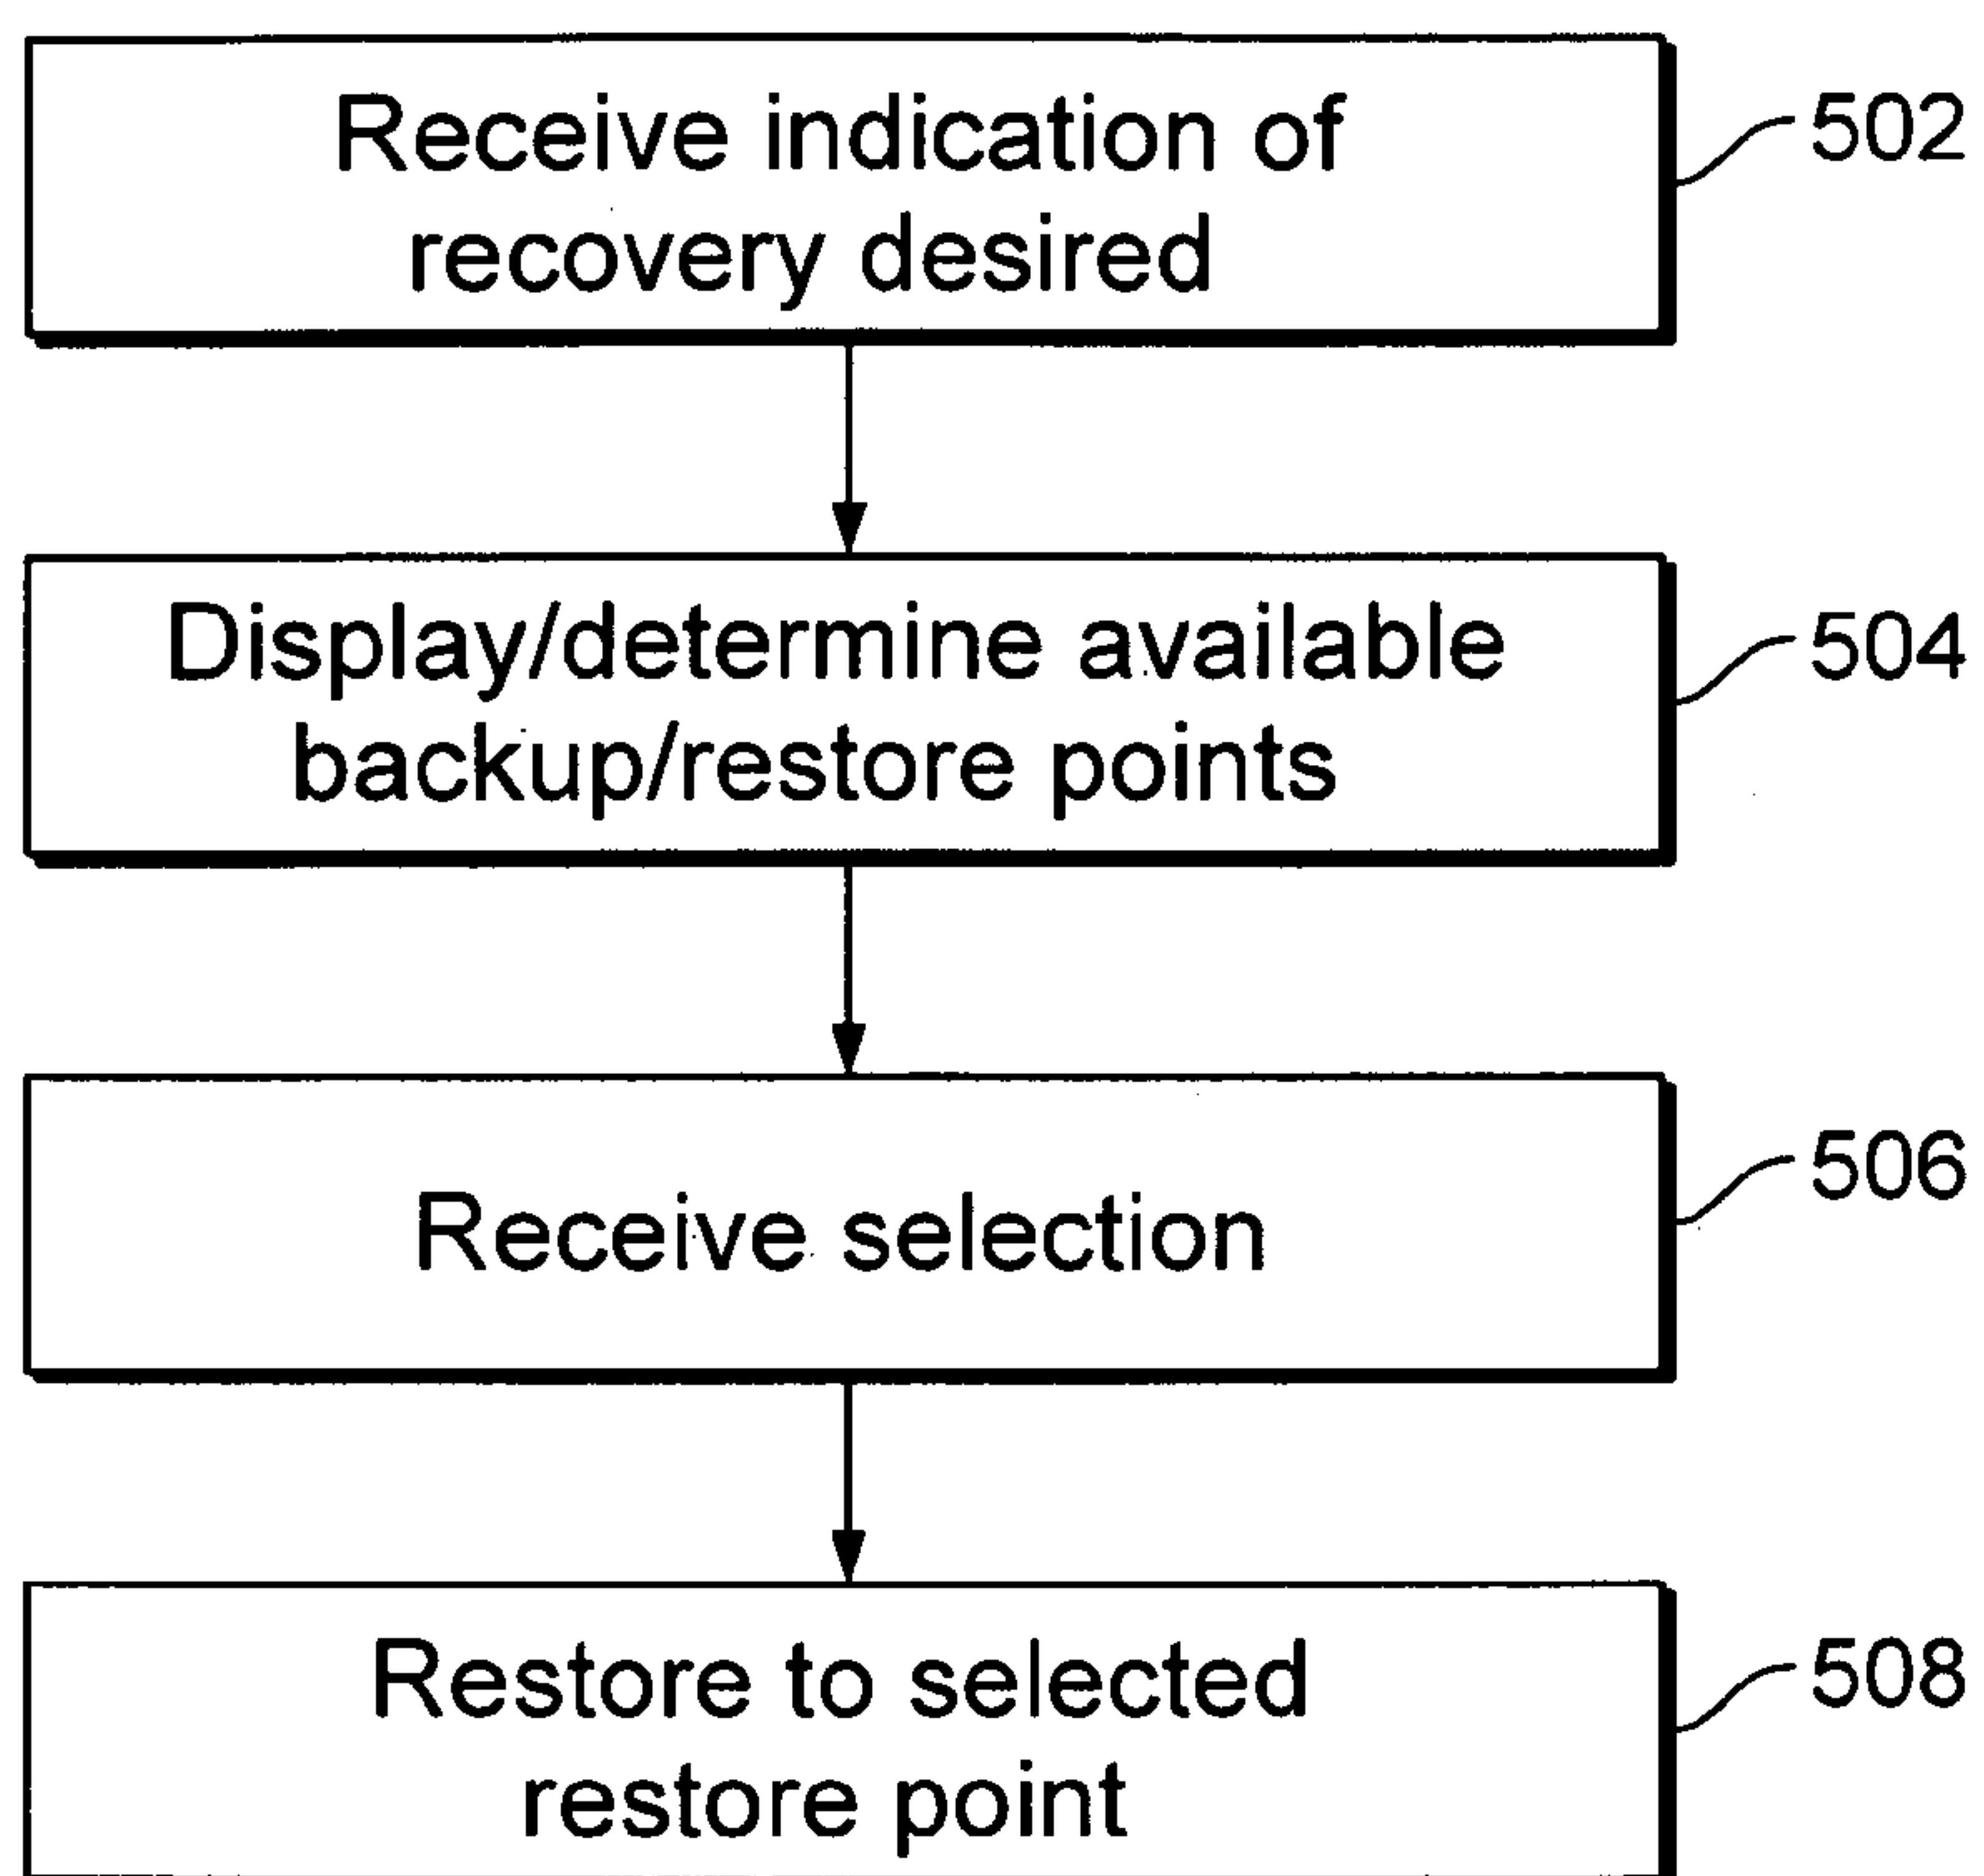 Receive indication of
recovery desired
502
Display/determine available
backup/restore points
504
Receive selection
506
Restore to selected
restore point
508